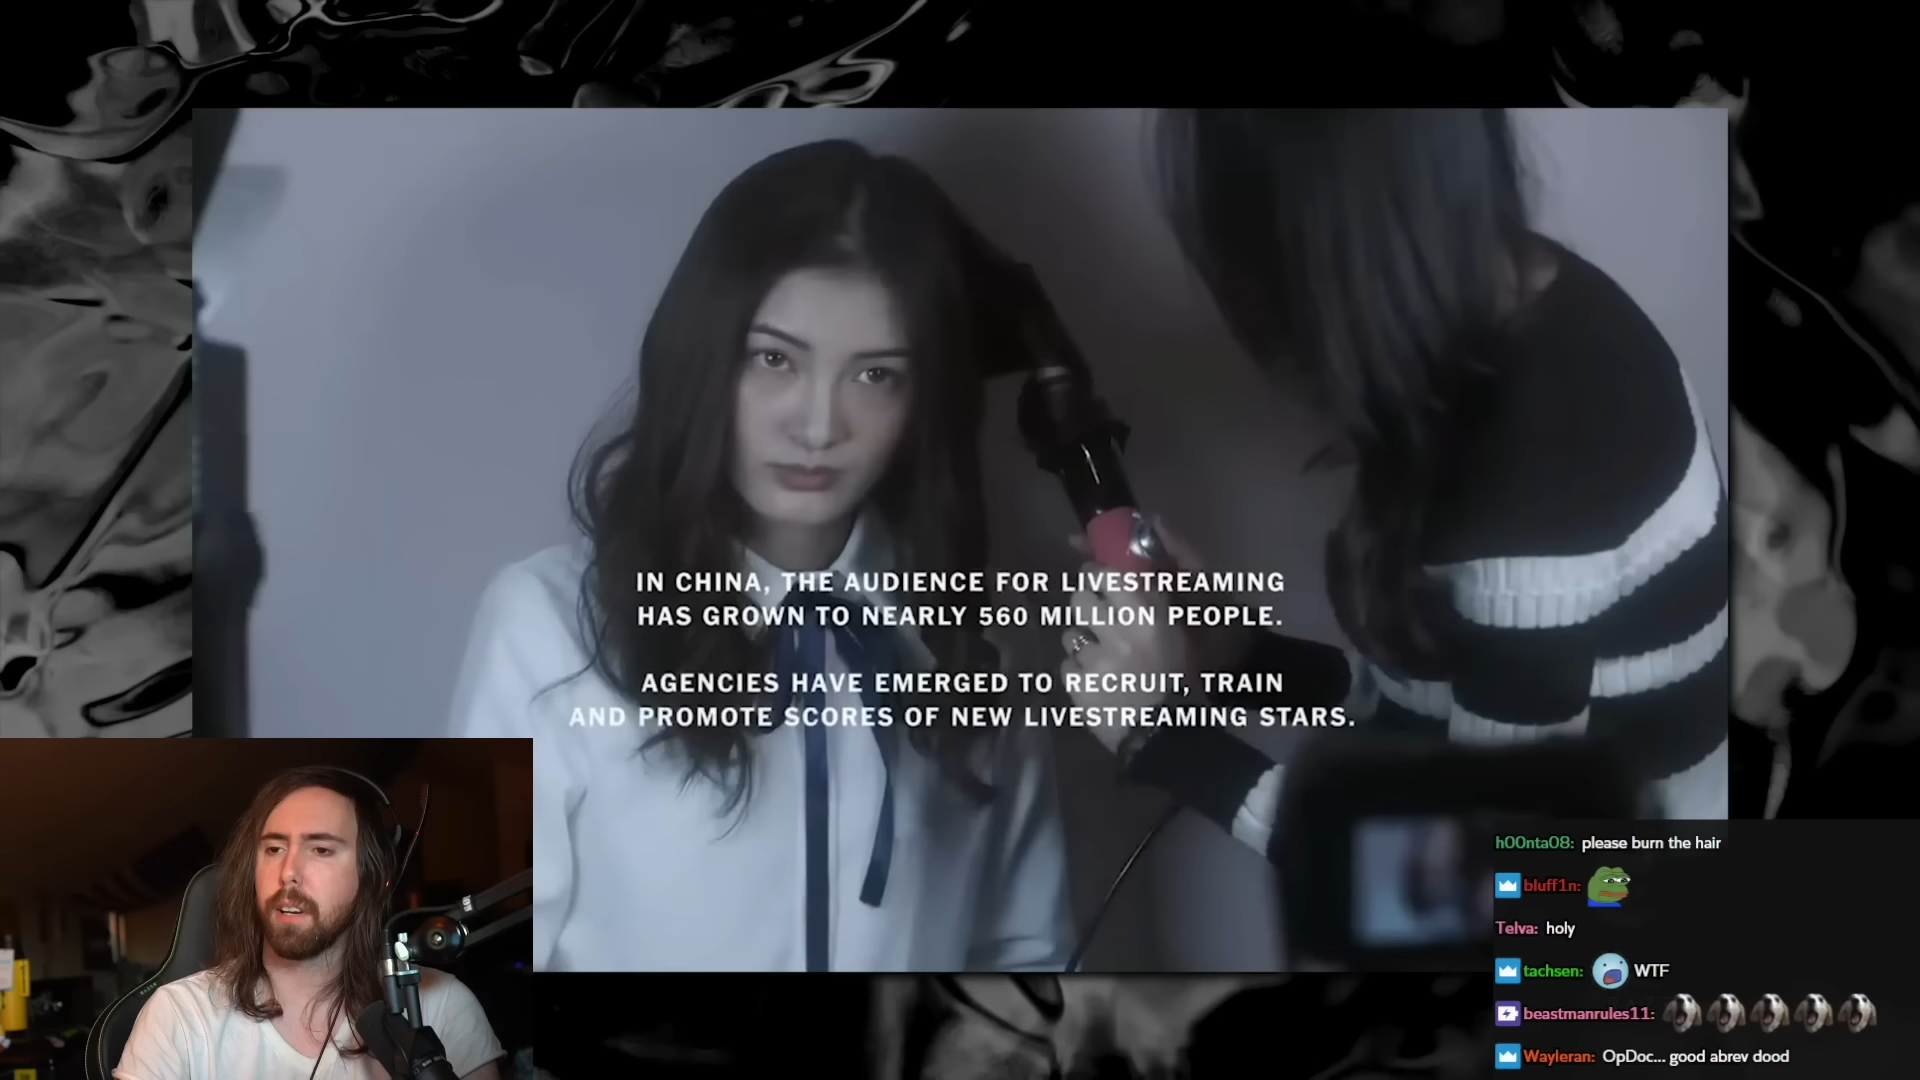 IN CHINA, THE AUDIENCE FOR LIVESTREAMING
HAS GROWN TO NEARLY 560 MILLION PEOPLE.
AGENCIES HAVE EMERGED TO RECRUIT, TRAIN
AND PROMOTE SCORES OF NEW LIVESTREAMING STARS.
h00nta08: please burn the hair
bluff1n:
Telva: holy
tachsen: WTF
beastmanrules11:
Wayleran: OpDoc... good abrev dood